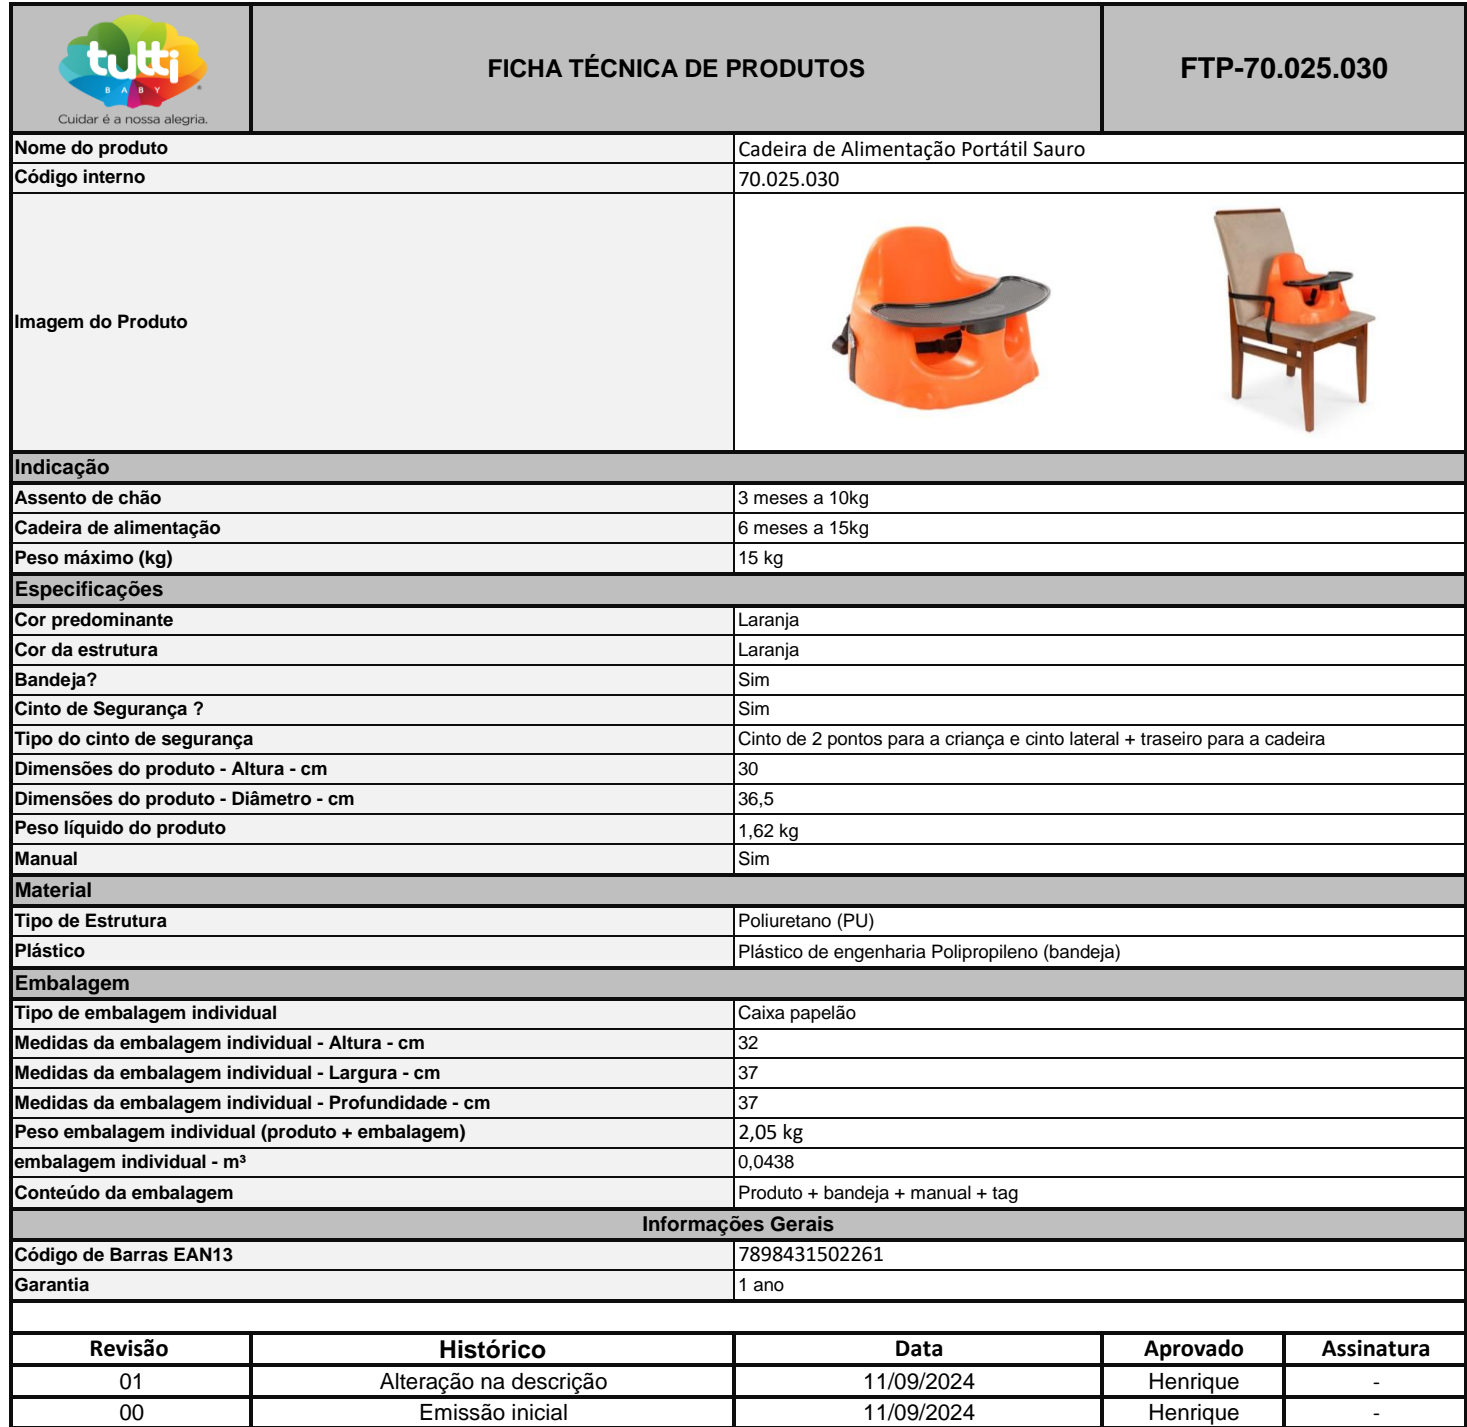 tutti
BABY
®
Cuidar é a nossa alegria.
FICHA TÉCNICA DE PRODUTOS
FTP-70.025.030
Nome do produto Cadeira de Alimentação Portátil Sauro
Código interno 70.025.030
Imagem do Produto
Indicação
Assento de chão 3 meses a 10kg
Cadeira de alimentação 6 meses a 15kg
Peso máximo (kg) 15 kg
Especificações
Cor predominante Laranja
Cor da estrutura Laranja
Bandeja? Sim
Cinto de Segurança ? Sim
Tipo do cinto de segurança Cinto de 2 pontos para a criança e cinto lateral + traseiro para a cadeira
Dimensões do produto - Altura - cm 30
Dimensões do produto - Diâmetro - cm 36,5
Peso líquido do produto 1,62 kg
Manual Sim
Material
Tipo de Estrutura Poliuretano (PU)
Plástico Plástico de engenharia Polipropileno (bandeja)
Embalagem
Tipo de embalagem individual Caixa papelão
Medidas da embalagem individual - Altura - cm 32
Medidas da embalagem individual - Largura - cm 37
Medidas da embalagem individual - Profundidade - cm 37
Peso embalagem individual (produto + embalagem) 2,05 kg
embalagem individual - m³ 0,0438
Conteúdo da embalagem Produto + bandeja + manual + tag
Informações Gerais
Código de Barras EAN13 7898431502261
Garantia 1 ano
Revisão Histórico Data Aprovado Assinatura
01 Alteração na descrição 11/09/2024 Henrique -
00 Emissão inicial 11/09/2024 Henrique -